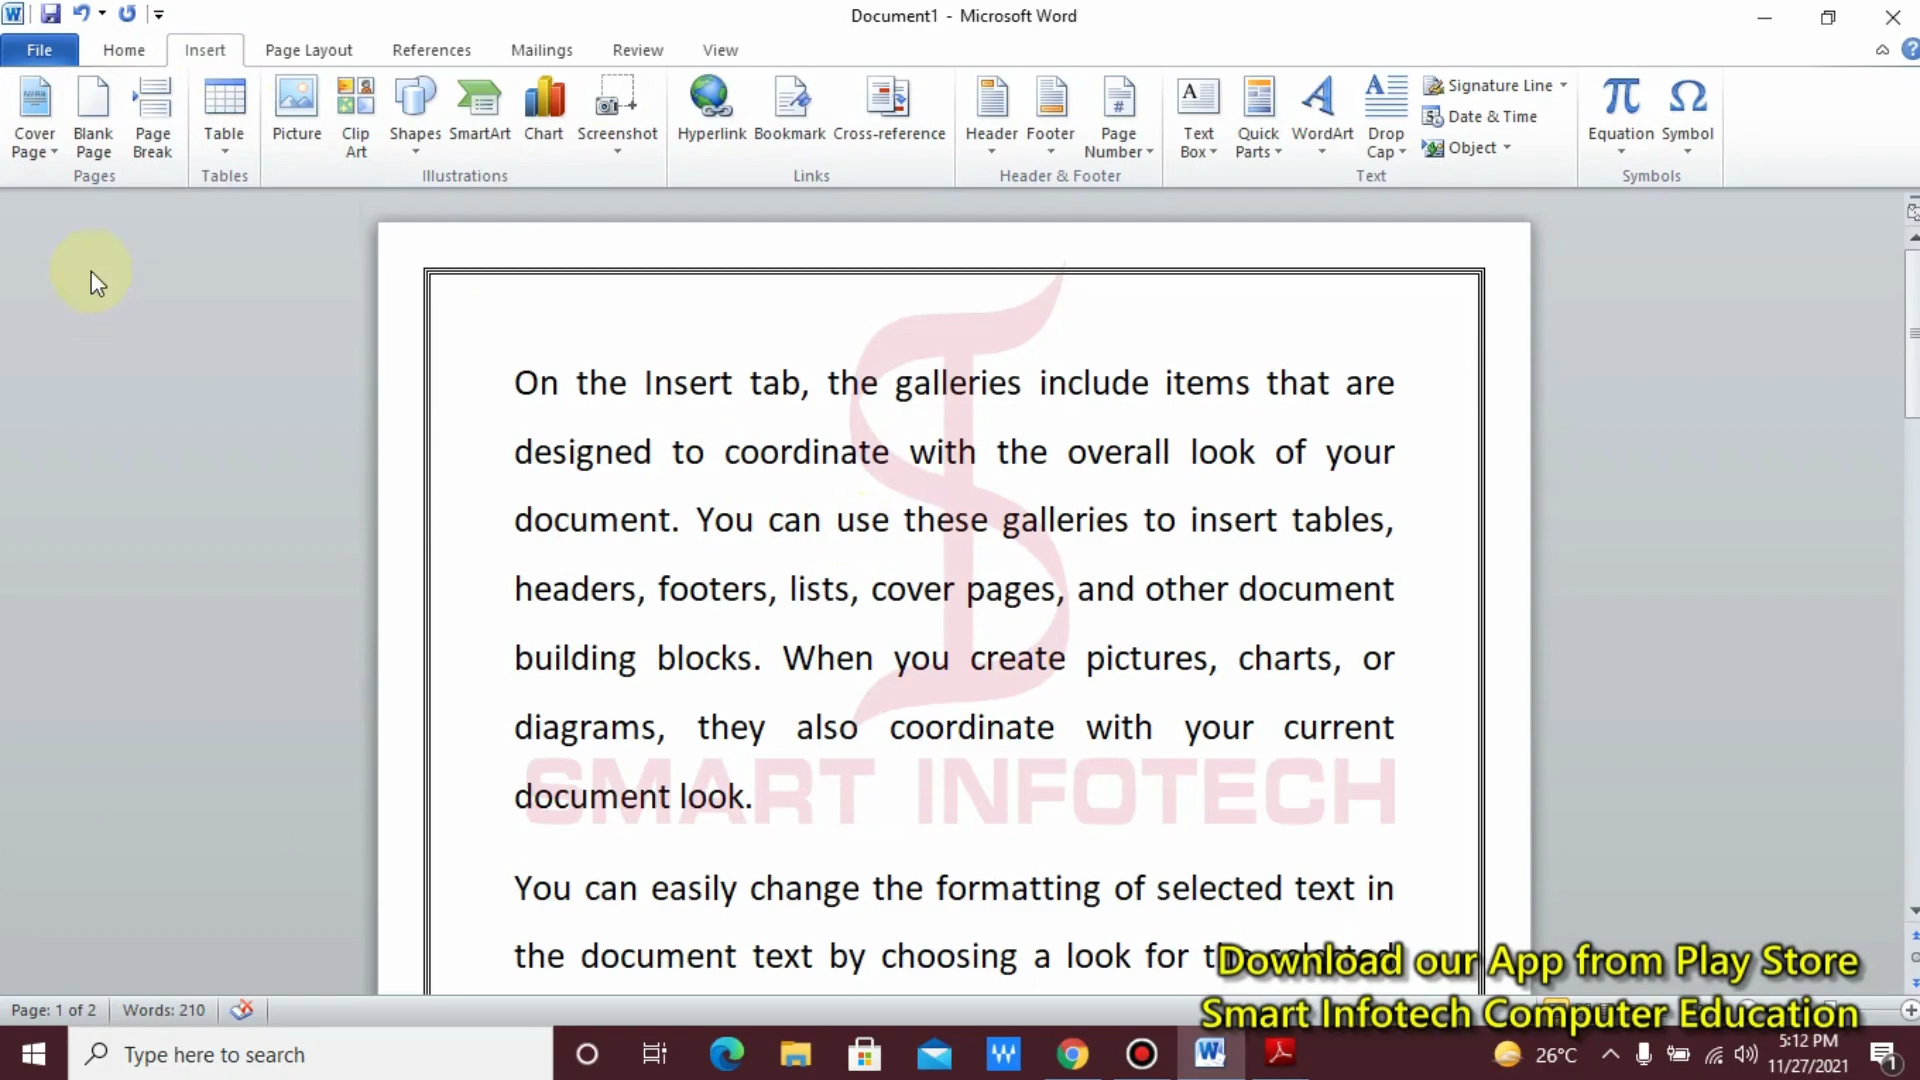 Document1 - Microsoft Word
File Home Insert Page Layout References Mailings Review View
Cover Page
Blank Page
Page Break
Table
Picture
Clip Art
Shapes
SmartArt
Chart
Screenshot
Hyperlink
Bookmark
Cross-reference
Header
Footer
Page Number
Text Box
Quick Parts
WordArt
Drop Cap
Signature Line
Date & Time
Object
Equation
Symbol
Pages Tables Illustrations Links Header & Footer Text Symbols
On the Insert tab, the galleries include items that are
designed to coordinate with the overall look of your
document. You can use these galleries to insert tables,
headers, footers, lists, cover pages, and other document
building blocks. When you create pictures, charts, or
diagrams, they also coordinate with your current
document look.
SMART INFOTECH
You can easily change the formatting of selected text in
the document text by choosing a look for the selected
Download our App from Play Store
Smart Infotech Computer Education
Page: 1 of 2 Words: 210
Type here to search
26°C
5:12 PM
11/27/2021
1